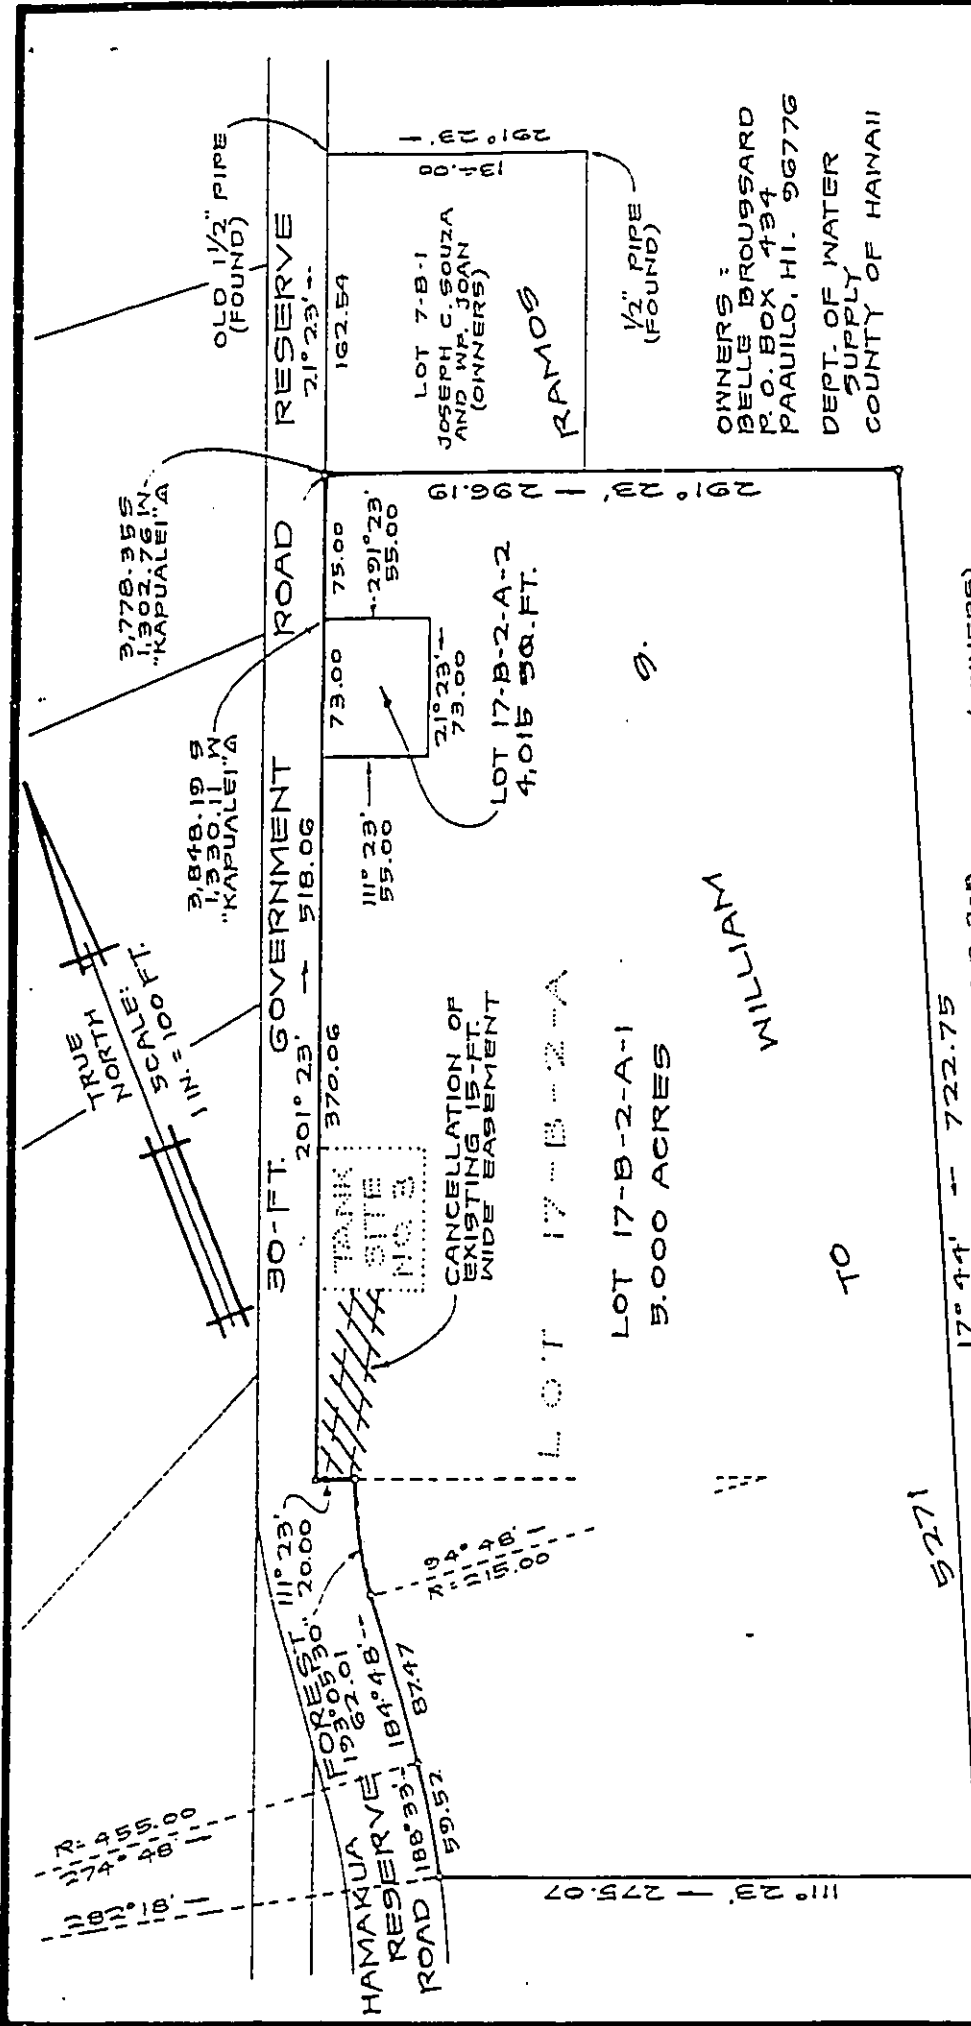 TRUE
NORTH
SCALE:
1 IN. = 100 FT.
3,848.19 S
1,330.11 W
"KAPUALEI" △
3,778.35 S
1,302.76 W
"KAPUALEI" △
OLD 1 1/2" PIPE
(FOUND)
R= 455.00
274° 48'
282° 18'
30-FT. GOVERNMENT ROAD RESERVE
201° 23' — 518.06
21° 23' --
162.54
370.06
73.00
75.00
HAMAKUA FOREST
RESERVE
ROAD
111° 23'
20.00
193° 05' 30"
62.01
184° 48' --
87.47
188° 33'
59.52
94° 48' —
R= 215.00
TANK
SITE
NO. 3
CANCELLATION OF
EXISTING 15-FT.
WIDE EASEMENT
111° 23'
55.00
21° 23' —
73.00
291° 23'
55.00
LOT 17-B-2-A-2
4,015 SQ. FT.
LOT 7-B-1
JOSEPH C. SOUZA
AND WF. JOAN
(OWNERS)
291° 23' —
134.00
1/2" PIPE
(FOUND)
291° 23' — 296.19
LOT 17-B-2-A
LOT 17-B-2-A-1
5.000 ACRES
111° 23' — 275.07
5271
TO
WILLIAM
G.
RAMOS
17° 44' -- 722.75
OWNERS:
BELLE BROUSSARD
P.O. BOX 434
PAAUILO, HI. 96776
DEPT. OF WATER
SUPPLY
COUNTY OF HAWAII